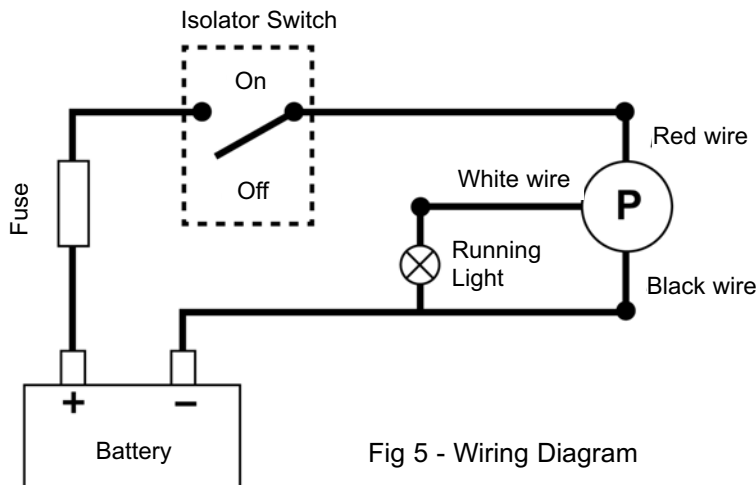 Isolator Switch
On
Off
Fuse
Red wire
White wire
P
Running
Light
Black wire
+
−
Battery
Fig 5 - Wiring Diagram